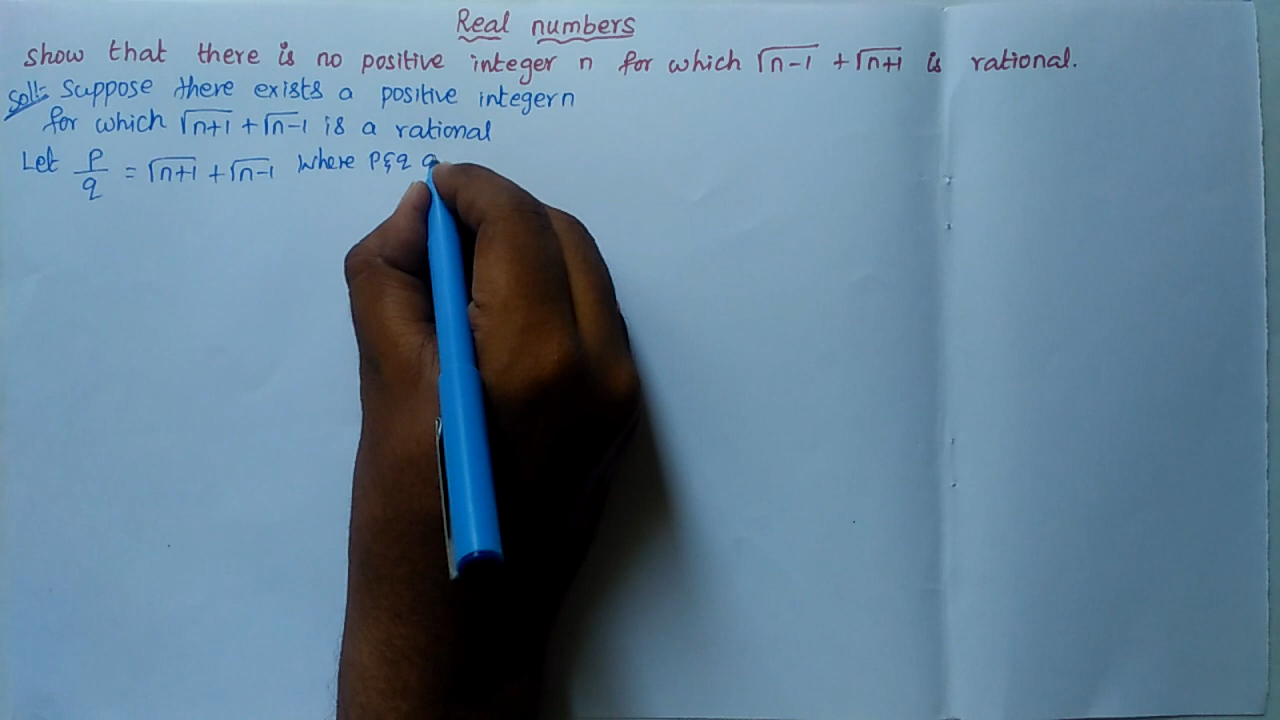 Real numbers
show that there is no positive integer n for which √n-1 + √n+1 is rational.
Sol:- Suppose there exists a positive integer n
for which √n+1 + √n-1 is a rational
Let p/q = √n+1 + √n-1 where p & q a